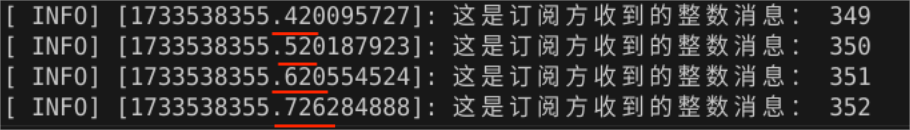 [ INFO] [1733538355.420095727]: 这是订阅方收到的整数消息： 349
[ INFO] [1733538355.520187923]: 这是订阅方收到的整数消息： 350
[ INFO] [1733538355.620554524]: 这是订阅方收到的整数消息： 351
[ INFO] [1733538355.726284888]: 这是订阅方收到的整数消息： 352